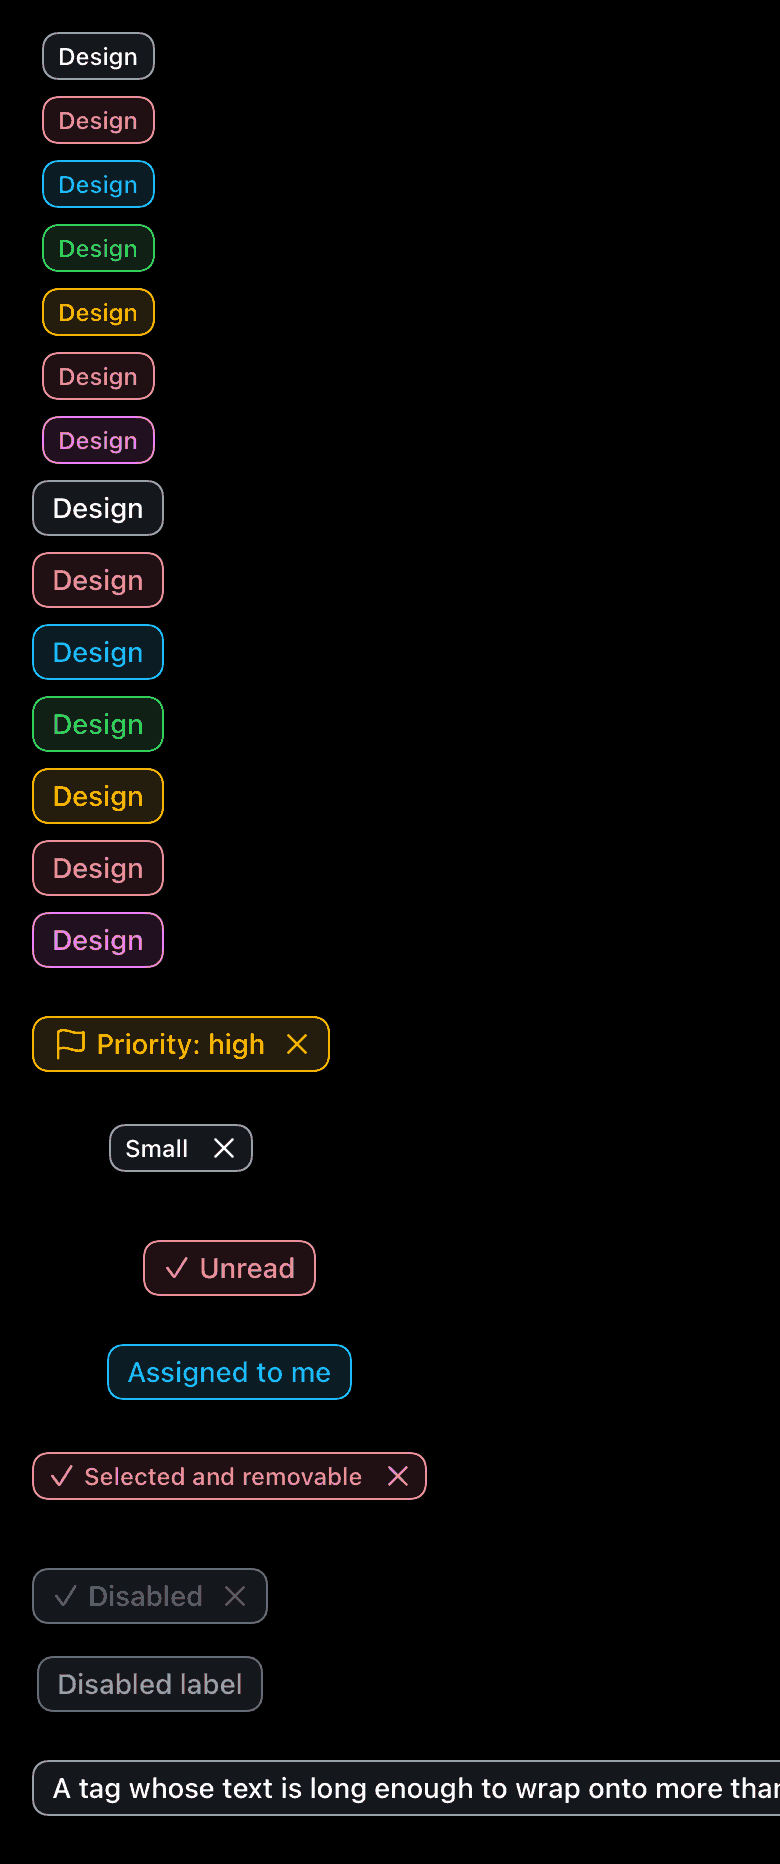 Design
Design
Design
Design
Design
Design
Design
Design
Design
Design
Design
Design
Design
Design
Priority: high
Small
Unread
Assigned to me
Selected and removable
Disabled
Disabled label
A tag whose text is long enough to wrap onto more than